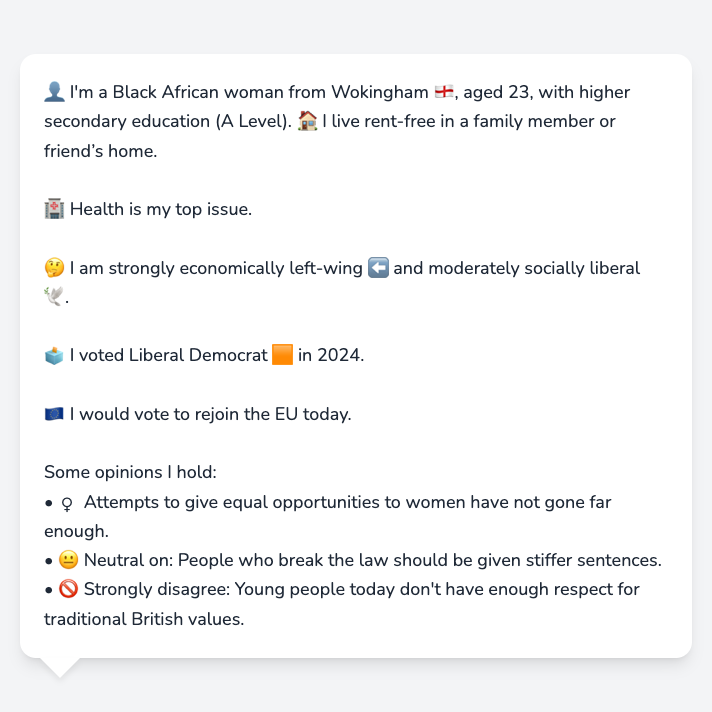 👤 I'm a Black African woman from Wokingham 🏴󠁧󠁢󠁥󠁮󠁧󠁿, aged 23, with higher
secondary education (A Level). 🏠 I live rent-free in a family member or
friend’s home.
🏥 Health is my top issue.
🤔 I am strongly economically left-wing ⬅️ and moderately socially liberal
🕊️.
🗳️ I voted Liberal Democrat 🟧 in 2024.
🇪🇺 I would vote to rejoin the EU today.
Some opinions I hold:
• ♀ Attempts to give equal opportunities to women have not gone far
enough.
• 😐 Neutral on: People who break the law should be given stiffer sentences.
• 🚫 Strongly disagree: Young people today don't have enough respect for
traditional British values.